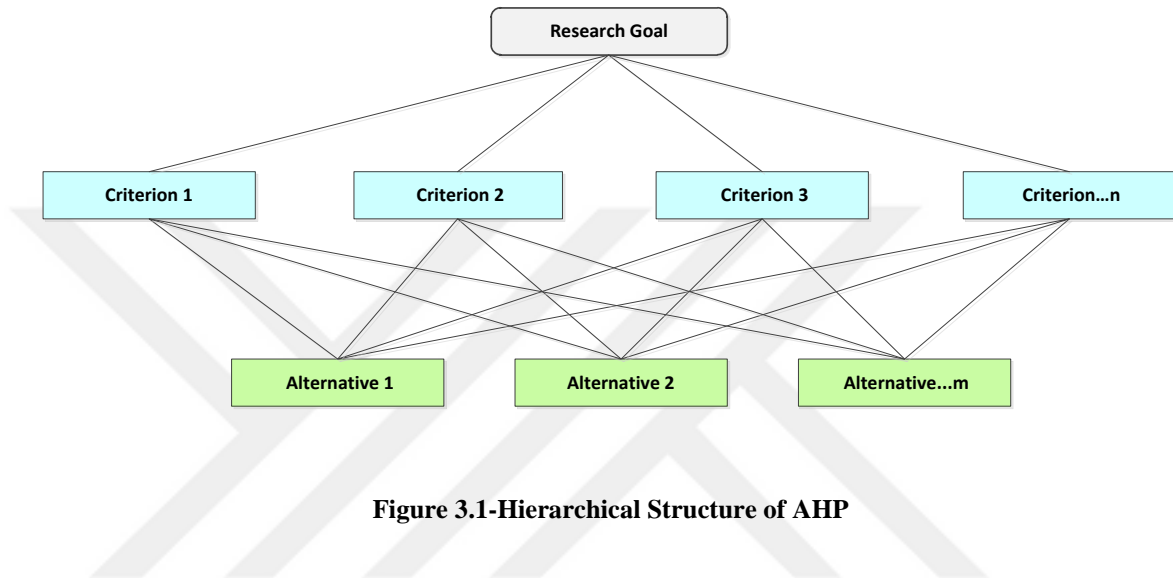 Research Goal
Criterion 1
Criterion 2
Criterion 3
Criterion...n
Alternative 1
Alternative 2
Alternative...m
Figure 3.1-Hierarchical Structure of AHP